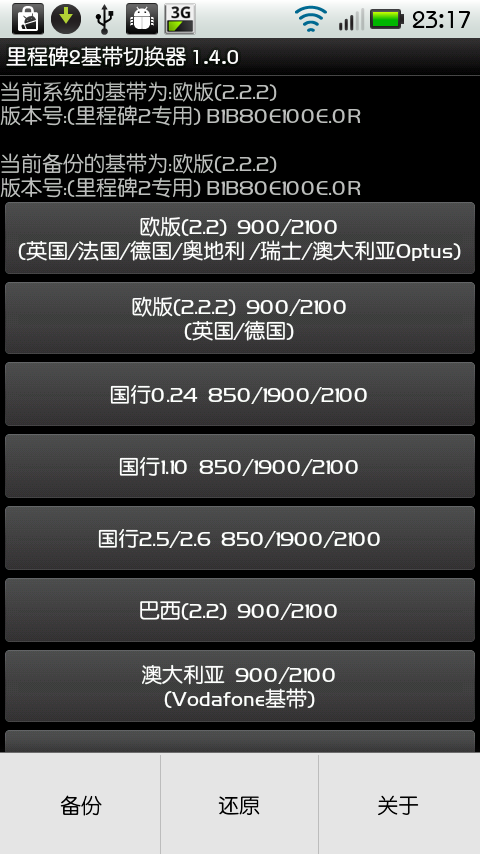 3G
23:17
里程碑2基带切换器 1.4.0
当前系统的基带为:欧版(2.2.2)
版本号:(里程碑2专用) B1B80E100E.0R
当前备份的基带为:欧版(2.2.2)
版本号:(里程碑2专用) B1B80E100E.0R
欧版(2.2) 900/2100
(英国/法国/德国/奥地利 /瑞士/澳大利亚Optus)
欧版(2.2.2) 900/2100
(英国/德国)
国行0.24 850/1900/2100
国行1.10 850/1900/2100
国行2.5/2.6 850/1900/2100
巴西(2.2) 900/2100
澳大利亚 900/2100
(Vodafone基带)
备份
还原
关于